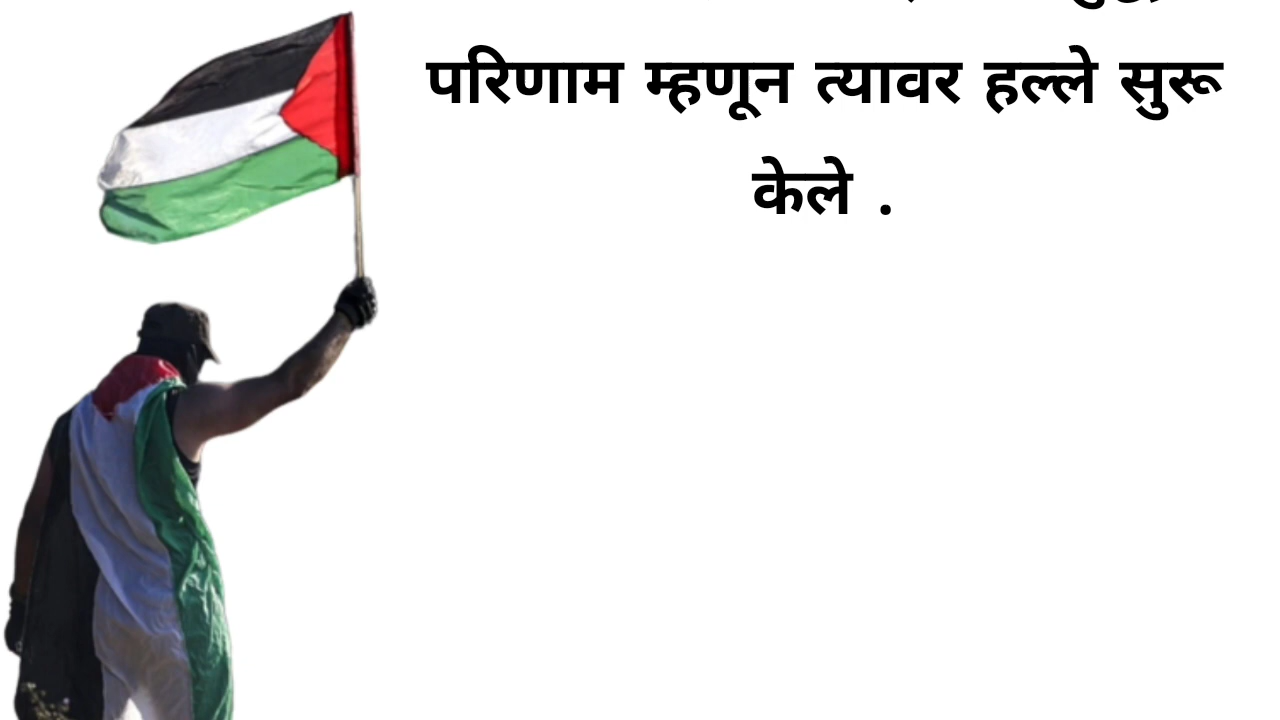 परिणाम म्हणून त्यावर हल्ले सुरू
केले .